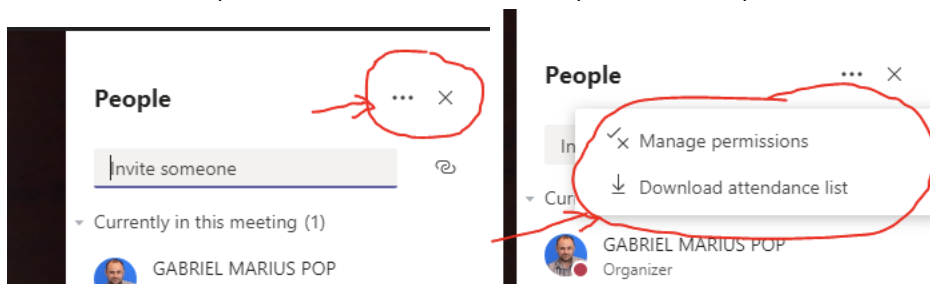 People
Invite someone
Currently in this meeting (1)
GABRIEL MARIUS POP
People
In
Manage permissions
Download attendance list
Curr
GABRIEL MARIUS POP
Organizer